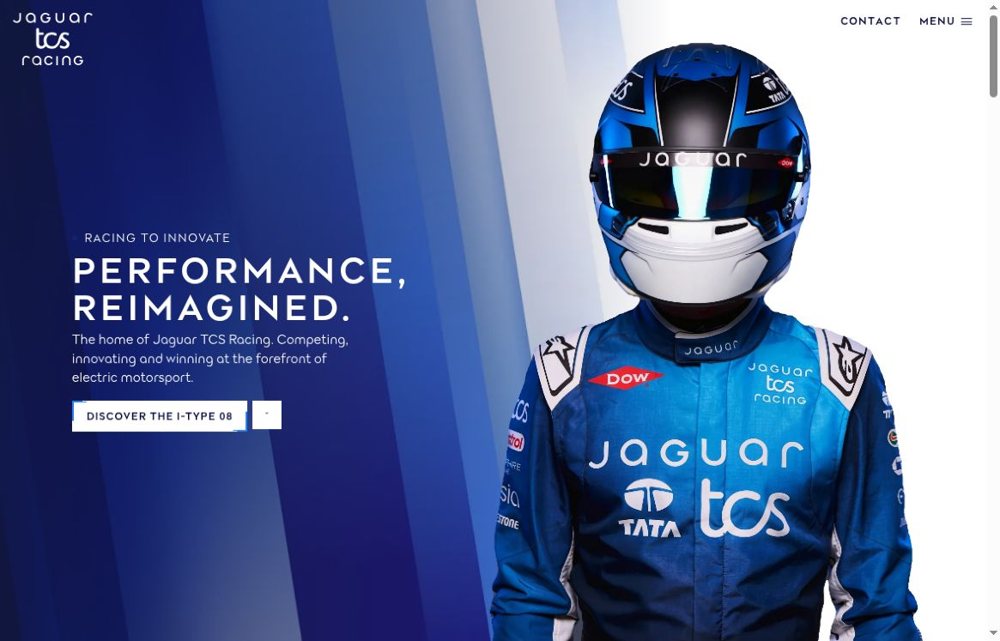 Jaguar
tcs
racing
CONTACT
MENU
RACING TO INNOVATE
PERFORMANCE,
REIMAGINED.
The home of Jaguar TCS Racing. Competing,
innovating and winning at the forefront of
electric motorsport.
DISCOVER THE I-TYPE 08
tcs
TATA
Jaguar
Jaguar
DOW
Jaguar
tcs
racing
Jaguar
TATA
tcs